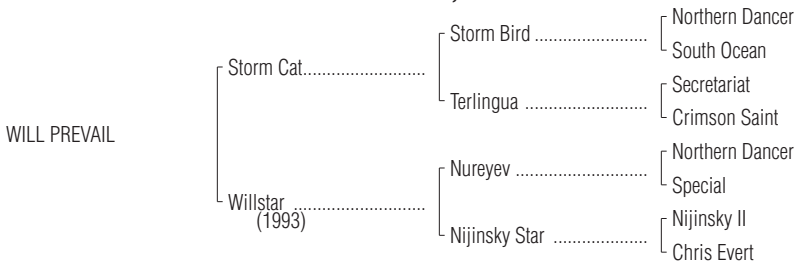 Northern Dancer
Storm Bird ............................
South Ocean
Storm Cat..............................
Secretariat
Terlingua ..............................
Crimson Saint
WILL PREVAIL
Northern Dancer
Nureyev ................................
Special
Willstar ................................
(1993)
Nijinsky II
Nijinsky Star .......................
Chris Evert